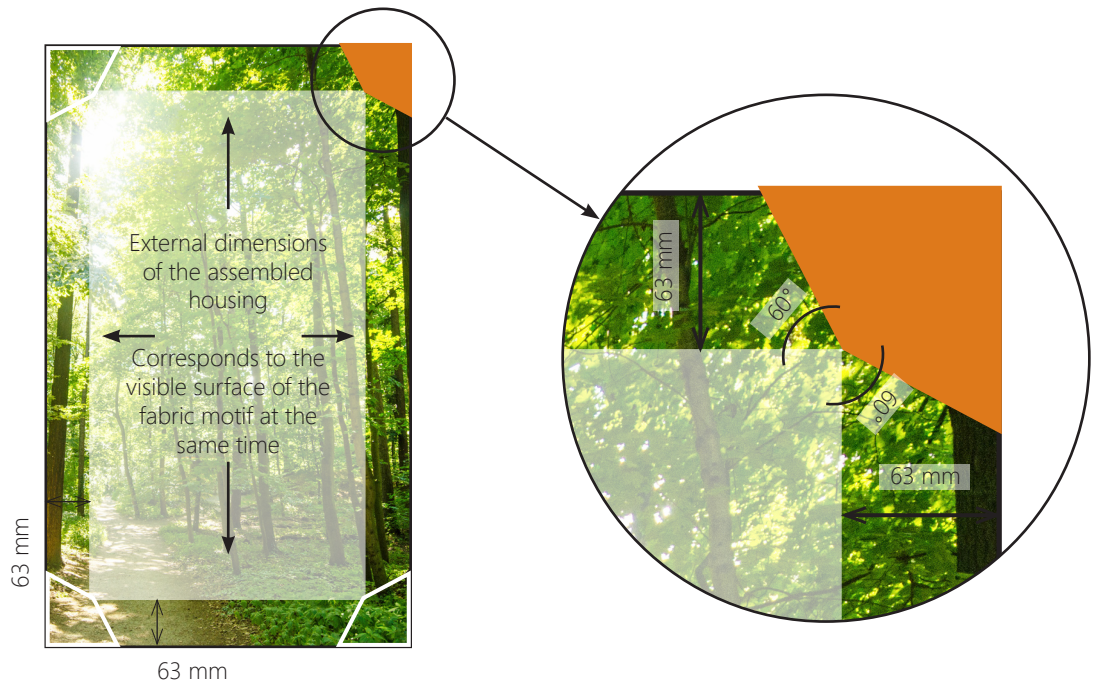 External dimensions
of the assembled
housing
Corresponds to the
visible surface of the
fabric motif at the
same time
63 mm
63 mm
63 mm
60°
60°
63 mm